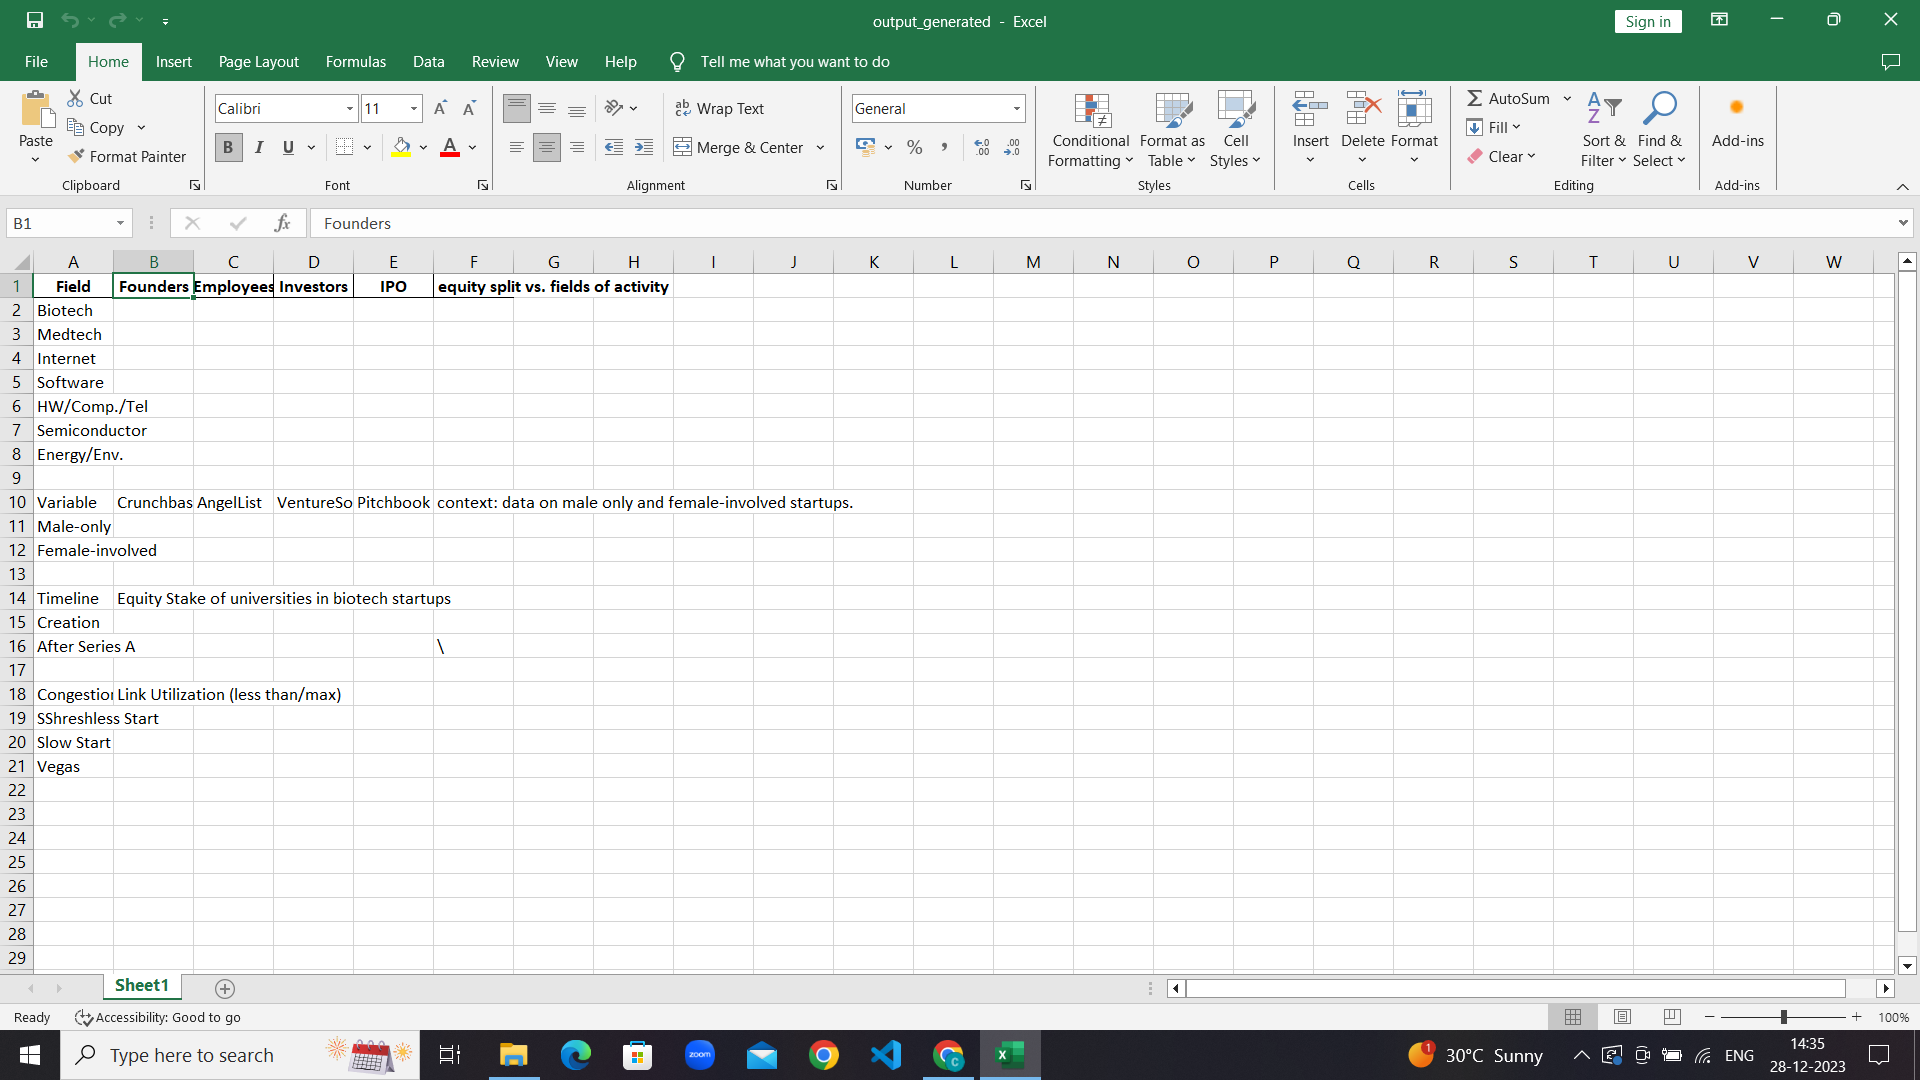 output_generated - Excel
Sign in
File Home Insert Page Layout Formulas Data Review View Help Tell me what you want to do
Paste
Cut
Copy
Format Painter
Clipboard
Calibri 11
B I U A
Font
ab Wrap Text
Merge & Center
Alignment
General
% ,
Number
Conditional Formatting
Format as Table
Cell Styles
Styles
Insert Delete Format
Cells
AutoSum
Fill
Clear
Sort & Filter
Find & Select
Editing
Add-ins
Add-ins
B1 fx Founders
A B C D E F G H I J K L M N O P Q R S T U V W
1 Field Founders Employees Investors IPO equity split vs. fields of activity
2 Biotech
3 Medtech
4 Internet
5 Software
6 HW/Comp./Tel
7 Semiconductor
8 Energy/Env.
9
10 Variable Crunchbas AngelList VentureSo Pitchbook context: data on male only and female-involved startups.
11 Male-only
12 Female-involved
13
14 Timeline Equity Stake of universities in biotech startups
15 Creation
16 After Series A \
17
18 Congestion Link Utilization (less than/max)
19 SShreshless Start
20 Slow Start
21 Vegas
22
23
24
25
26
27
28
29
Sheet1
Ready Accessibility: Good to go 100%
Type here to search
zoom
1 30°C Sunny ENG
14:35
28-12-2023